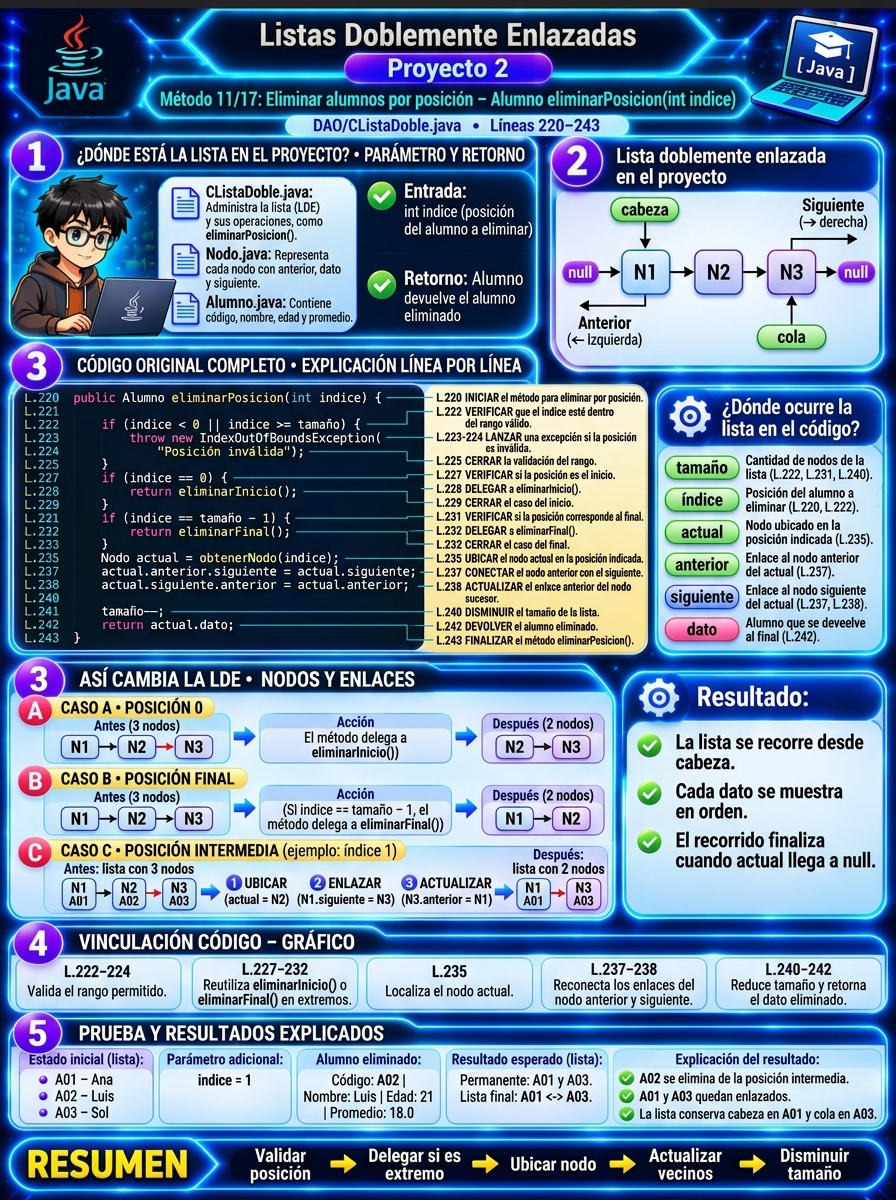 Java
Listas Doblemente Enlazadas
Proyecto 2
Método 11/17: Eliminar alumnos por posición – Alumno eliminarPosicion(int indice)
DAO/CListaDoble.java • Líneas 220–243
[ Java ]
1
¿DÓNDE ESTÁ LA LISTA EN EL PROYECTO? • PARÁMETRO Y RETORNO
CListaDoble.java:
Administra la lista (LDE)
y sus operaciones, como
eliminarPosicion().
Nodo.java: Representa
cada nodo con anterior, dato
y siguiente.
Alumno.java: Contiene
código, nombre, edad y promedio.
Entrada:
int indice (posición
del alumno a eliminar)
Retorno: Alumno
devuelve el alumno
eliminado
2
Lista doblemente enlazada
en el proyecto
cabeza
Siguiente
(→ derecha)
null
N1
N2
N3
null
Anterior
(← Izquierda)
cola
3
CÓDIGO ORIGINAL COMPLETO • EXPLICACIÓN LÍNEA POR LÍNEA
L.220 public Alumno eliminarPosicion(int indice) {
L.221
L.222 if (indice < 0 || indice >= tamaño) {
L.223 throw new IndexOutOfBoundsException(
L.224 "Posición inválida");
L.225 }
L.227 if (indice == 0) {
L.228 return eliminarInicio();
L.229 }
L.221 if (indice == tamaño - 1) {
L.232 return eliminarFinal();
L.233 }
L.235 Nodo actual = obtenerNodo(indice);
L.237 actual.anterior.siguiente = actual.siguiente;
L.238 actual.siguiente.anterior = actual.anterior;
L.240
L.241 tamaño--;
L.242 return actual.dato;
L.243 }
L.220 INICIAR el método para eliminar por posición.
L.222 VERIFICAR que el indice esté dentro
del rango válido.
L.223-224 LANZAR una excepción si la posición
es inválida.
L.225 CERRAR la validación del rango.
L.227 VERIFICAR si la posición es el inicio.
L.228 DELEGAR a eliminarInicio().
L.229 CERRAR el caso del inicio.
L.231 VERIFICAR si la posición corresponde al final.
L.232 DELEGAR s eliminarFinal().
L.232 CERRAR el caso del final.
L.235 UBICAR el nodo actual en la posición indicada.
L.237 CONECTAR el nodo anterior con el siguiente.
L.238 ACTUALIZAR el enlace anterior del nodo
sucesor.
L.240 DISMINUIR el tamaño de la lista.
L.242 DEVOLVER el alumno eliminado.
L.243 FINALIZAR el método eliminarPesicion().
¿Dónde ocurre la
lista en el código?
tamaño
Cantidad de nodos de la
lista (L.222, L.231, L.240).
índice
Posición del alumno a
eliminar (L.220, L.222).
actual
Nodo ubicado en la
posición indicada (L.235).
anterior
Enlace al nodo anterior
del actual (L.237).
siguiente
Enlace al nodo siguiente
del actual (L.237, L.238).
dato
Alumno que se deveelve
al final (L.242).
3
ASÍ CAMBIA LA LDE • NODOS Y ENLACES
A
CASO A • POSICIÓN 0
Antes (3 nodos)
N1 N2 N3
Acción
El método delega a
eliminarInicio())
Después (2 nodos)
N2 N3
B
CASO B • POSICIÓN FINAL
Antes (3 nodos)
N1 N2 N3
Acción
(SI indice == tamaño − 1, el
método delega a eliminarFinal())
Después (2 nodos)
N1 N2
C
CASO C • POSICIÓN INTERMEDIA (ejemplo: índice 1)
Antes: lista con 3 nodos
N1 N2 N3
A01 A02 A03
1 UBICAR
(actual = N2)
2 ENLAZAR
(N1.siguiente = N3)
3 ACTUALIZAR
(N3.anterior = N1)
Después:
lista con 2 nodos
N1 N3
A01 A03
Resultado:
La lista se recorre desde
cabeza.
Cada dato se muestra
en orden.
El recorrido finaliza
cuando actual llega a null.
4
VINCULACIÓN CÓDIGO – GRÁFICO
L.222–224
Valida el rango permitido.
L.227–232
Reutiliza eliminarInicio() o
eliminarFinal() en extremos.
L.235
Localiza el nodo actual.
L.237–238
Reconecta los enlaces del
nodo anterior y siguiente.
L.240–242
Reduce tamaño y retorna
el dato eliminado.
5
PRUEBA Y RESULTADOS EXPLICADOS
Estado inicial (lista):
A01 – Ana
A02 – Luis
A03 – Sol
Parámetro adicional:
indice = 1
Alumno eliminado:
Código: A02 |
Nombre: Luis | Edad: 21
| Promedio: 18.0
Resultado esperado (lista):
Permanente: A01 y A03.
Lista final: A01 <-> A03.
Explicación del resultado:
A02 se elimina de la posición intermedia.
A01 y A03 quedan enlazados.
La lista conserva cabeza en A01 y cola en A03.
RESUMEN
Validar
posición
Delegar si es
extremo
Ubicar nodo
Actualizar
vecinos
Disminuir
tamaño